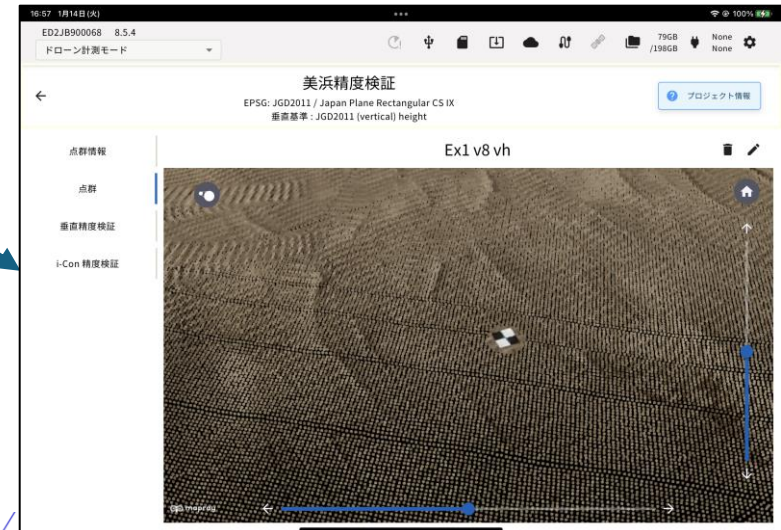 16:57 1月14日(火)
100%
ED2JB900068 8.5.4
ドローン計測モード
79GB
/198GB
None
None
美浜精度検証
EPSG: JGD2011 / Japan Plane Rectangular CS IX
垂直基準 : JGD2011 (vertical) height
プロジェクト情報
点群情報
点群
垂直精度検証
i-Con 精度検証
Ex1 v8 vh
mapray